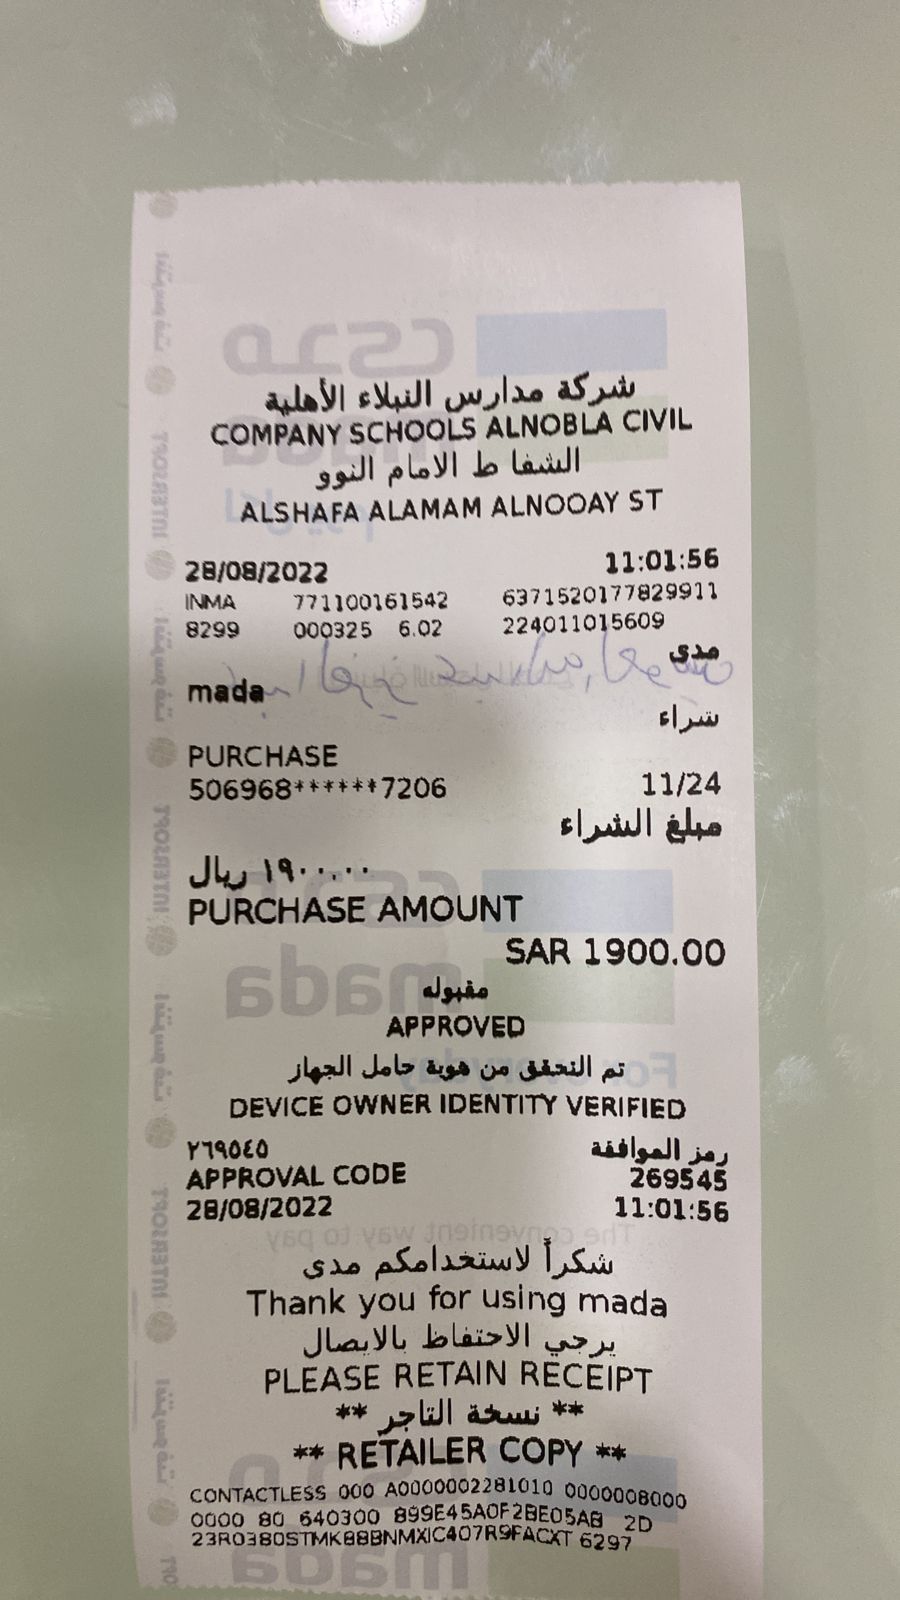 شركة مدارس النبلاء الأهلية
COMPANY SCHOOLS ALNOBLA CIVIL
الشفا ط الامام النوو
ALSHAFA ALAMAM ALNOOAY ST
28/08/2022 11:01:56
INMA 771100161542 6371520177829911
8299 000325 6.02 224011015609
مدى
mada
شراء
PURCHASE
506968******7206 11/24
مبلغ الشراء
١٩٠٠.٠٠ ريال
PURCHASE AMOUNT
SAR 1900.00
مقبوله
APPROVED
تم التحقق من هوية حامل الجهاز
DEVICE OWNER IDENTITY VERIFIED
رمز الموافقة ٢٦٩٥٤٥
APPROVAL CODE 269545
28/08/2022 11:01:56
شكراً لاستخدامكم مدى
Thank you for using mada
يرجي الاحتفاظ بالايصال
PLEASE RETAIN RECEIPT
** نسخة التاجر **
** RETAILER COPY **
CONTACTLESS 000 A0000002281010 0000008000
0000 80 640300 899E45A0F2BE05AB 2D
23R0380STMK88BNMXIC407R9FACXT 6297